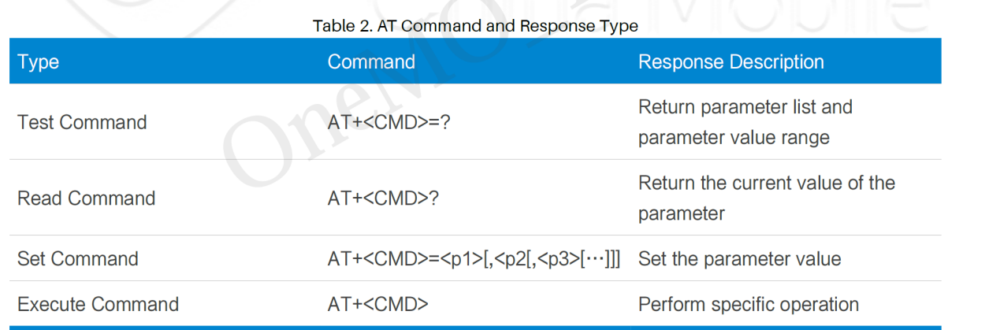 Table 2. AT Command and Response Type
Type Command Response Description
Test Command AT+<CMD>=? Return parameter list and
parameter value range
Read Command AT+<CMD>? Return the current value of the
parameter
Set Command AT+<CMD>=<p1>[,<p2[,<p3>[⋯]]] Set the parameter value
Execute Command AT+<CMD> Perform specific operation
OneMO
Mobile